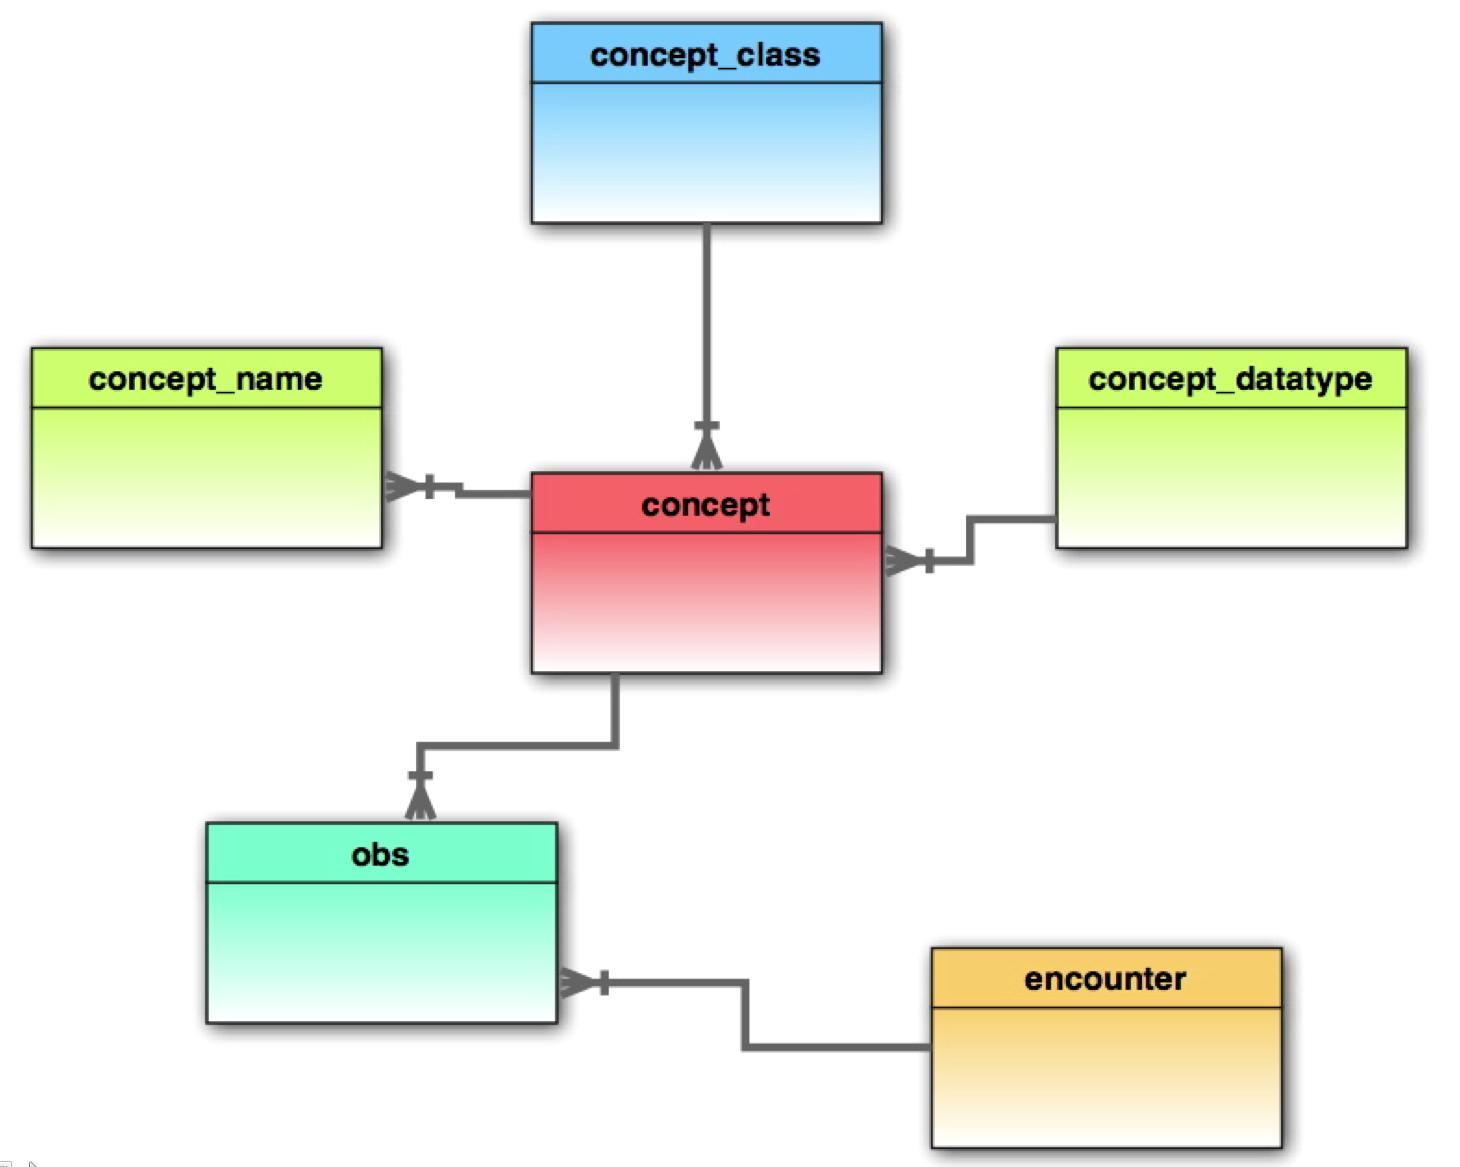 concept_class
concept_name
concept_datatype
concept
obs
encounter